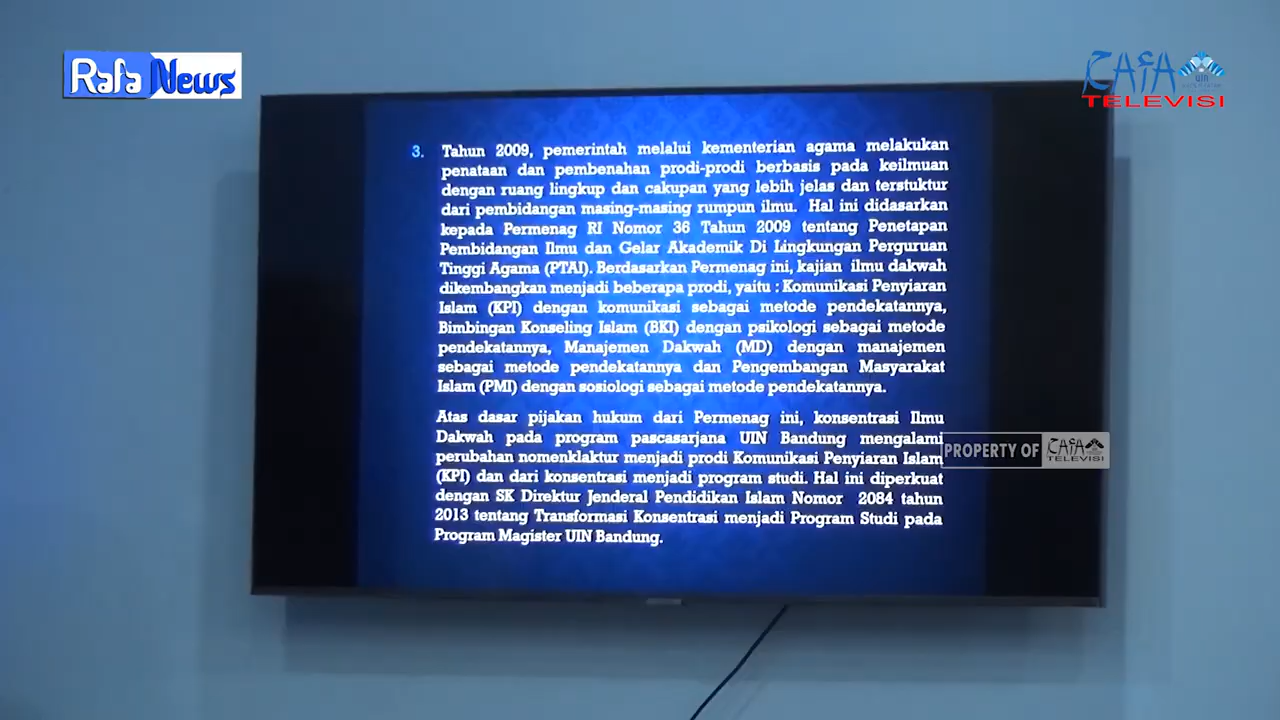 Rafa News
RAFA
UIN
TELEVISI
3. Tahun 2009, pemerintah melalui kementerian agama melakukan
penataan dan pembenahan prodi-prodi berbasis pada keilmuan
dengan ruang lingkup dan cakupan yang lebih jelas dan terstuktur
dari pembidangan masing-masing rumpun ilmu. Hal ini didasarkan
kepada Permenag RI Nomor 36 Tahun 2009 tentang Penetapan
Pembidangan Ilmu dan Gelar Akademik Di Lingkungan Perguruan
Tinggi Agama (PTAI). Berdasarkan Permenag ini, kajian ilmu dakwah
dikembangkan menjadi beberapa prodi, yaitu : Komunikasi Penyiaran
Islam (KPI) dengan komunikasi sebagai metode pendekatannya,
Bimbingan Konseling Islam (BKI) dengan psikologi sebagai metode
pendekatannya, Manajemen Dakwah (MD) dengan manajemen
sebagai metode pendekatannya dan Pengembangan Masyarakat
Islam (PMI) dengan sosiologi sebagai metode pendekatannya.
Atas dasar pijakan hukum dari Permenag ini, konsentrasi Ilmu
Dakwah pada program pascasarjana UIN Bandung mengalami
perubahan nomenklaktur menjadi prodi Komunikasi Penyiaran Islam
(KPI) dan dari konsentrasi menjadi program studi. Hal ini diperkuat
dengan SK Direktur Jenderal Pendidikan Islam Nomor 2084 tahun
2013 tentang Transformasi Konsentrasi menjadi Program Studi pada
Program Magister UIN Bandung.
PROPERTY OF RAFA
TELEVISI